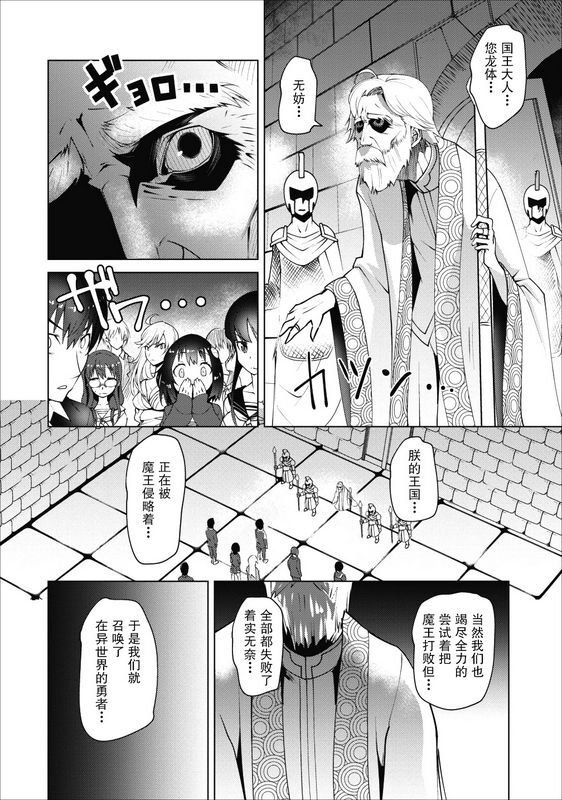 国王大人…
您龙体…
无妨…
カツン…
ギョロ…
ザワ…
朕的王国…
正在被
魔王侵略着…
当然我们也
竭尽全力的
尝试着把
魔王打败但…
全部都失败了
着实无奈…
于是我们就
召唤了
在异世界的勇者…